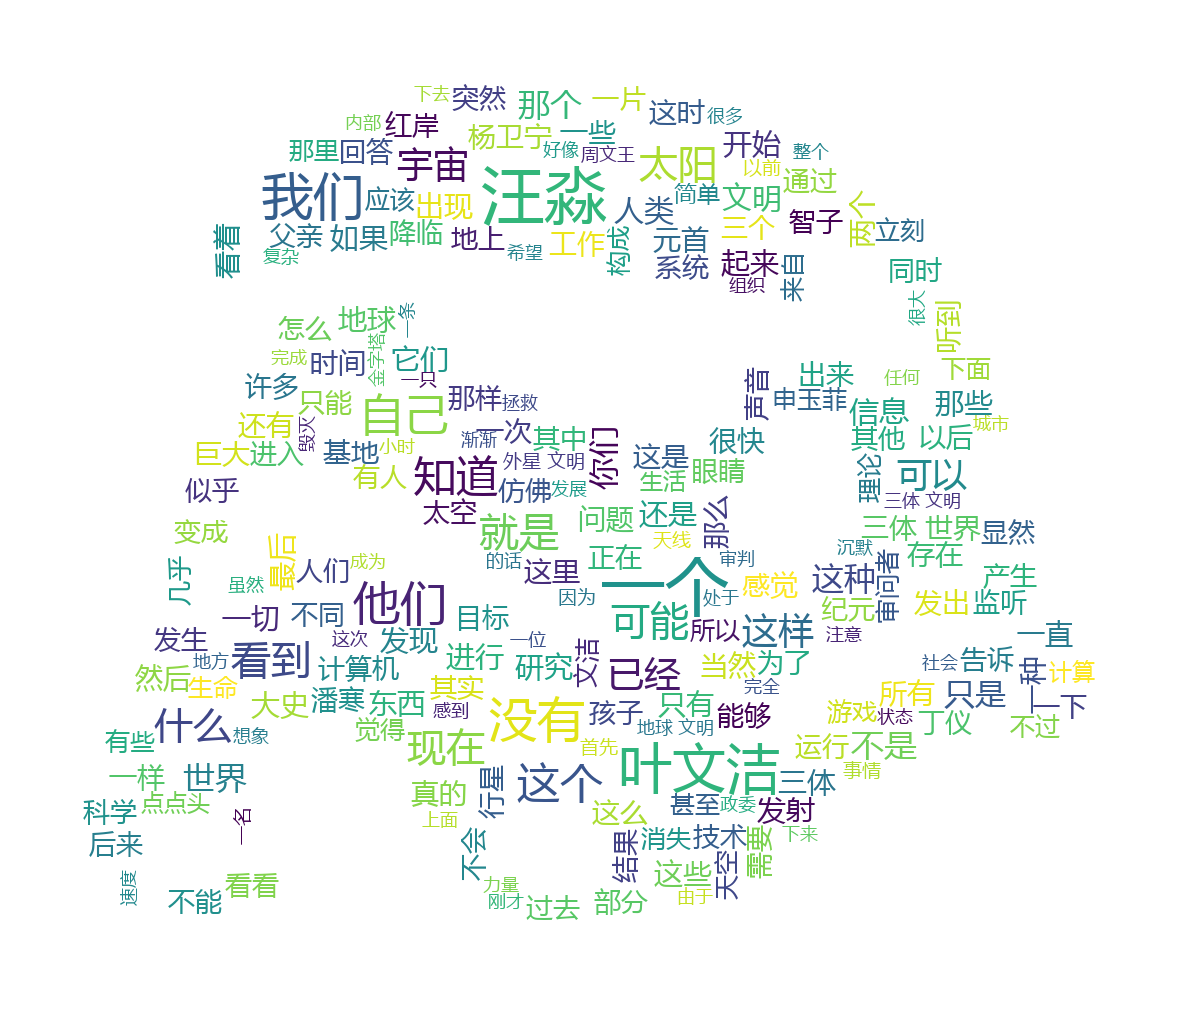 下去 突然 那个 一片 这时 很多
内部 红岸 杨卫宁 一些 开始
那里 回答 宇宙 好像 周文王 太阳 以前 整个
我们 应该 出现 汪淼 人类 简单 文明 通过
看着 父亲 如果 降临 地上 工作 构成 元首 三个 智子 两个 立刻
复杂 希望 系统 起来 来自 同时
组织 很大
怎么 地球 一条 听到
完成 时间 金字塔 它们 下面
许多 一只 声音 出来 任何
只能 自己 那样 拯救 申玉菲 信息 那些
还有 毁灭 一次 其中 你们 很快 城市
巨大 进入 基地 小时 渐渐 外星 文明 这是 其他 以后
似乎 有人 知道 仿佛 发展 生活 眼睛 理论 可以
太空 三体 文明
变成 就是 问题 还是 那么 三体 世界 显然
最后 天线 沉默
几乎 虽然 人们 成为 的话 这里 正在 审判 审问者 存在 产生
他们 因为 一个 处于 感觉 这种
一切 不同 目标 可能 纪元 发出 监听
发生 这次 发现 一位 所以 这样 注意 一直
看到 地方 计算机 进行 研究 文洁 已经 当然 为了 社会 告诉 一种
然后 生命 潘寒 东西 其实 完全 所有 只是 计算
大史 感到 孩子 只有 能够 游戏 状态 一下
什么 觉得 没有 地球 文明 丁仪 不过
有些 想象 现在 首先 运行 不是
一样 世界 这个 叶文洁 三体 事情
科学 点点头 真的 行星 甚至 政委 发射
一名 上面 这么
后来 不会 结果 消失 技术 需要 下来
速度 不能 看看 力量 这些 天空
刚才 过去 部分 由于